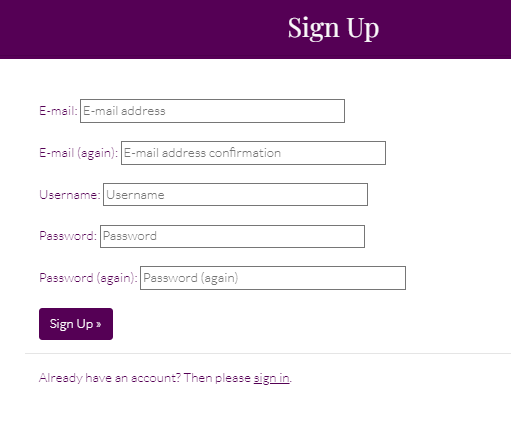 Sign Up
E-mail: E-mail address
E-mail (again): E-mail address confirmation
Username: Username
Password: Password
Password (again): Password (again)
Sign Up »
Already have an account? Then please sign in.